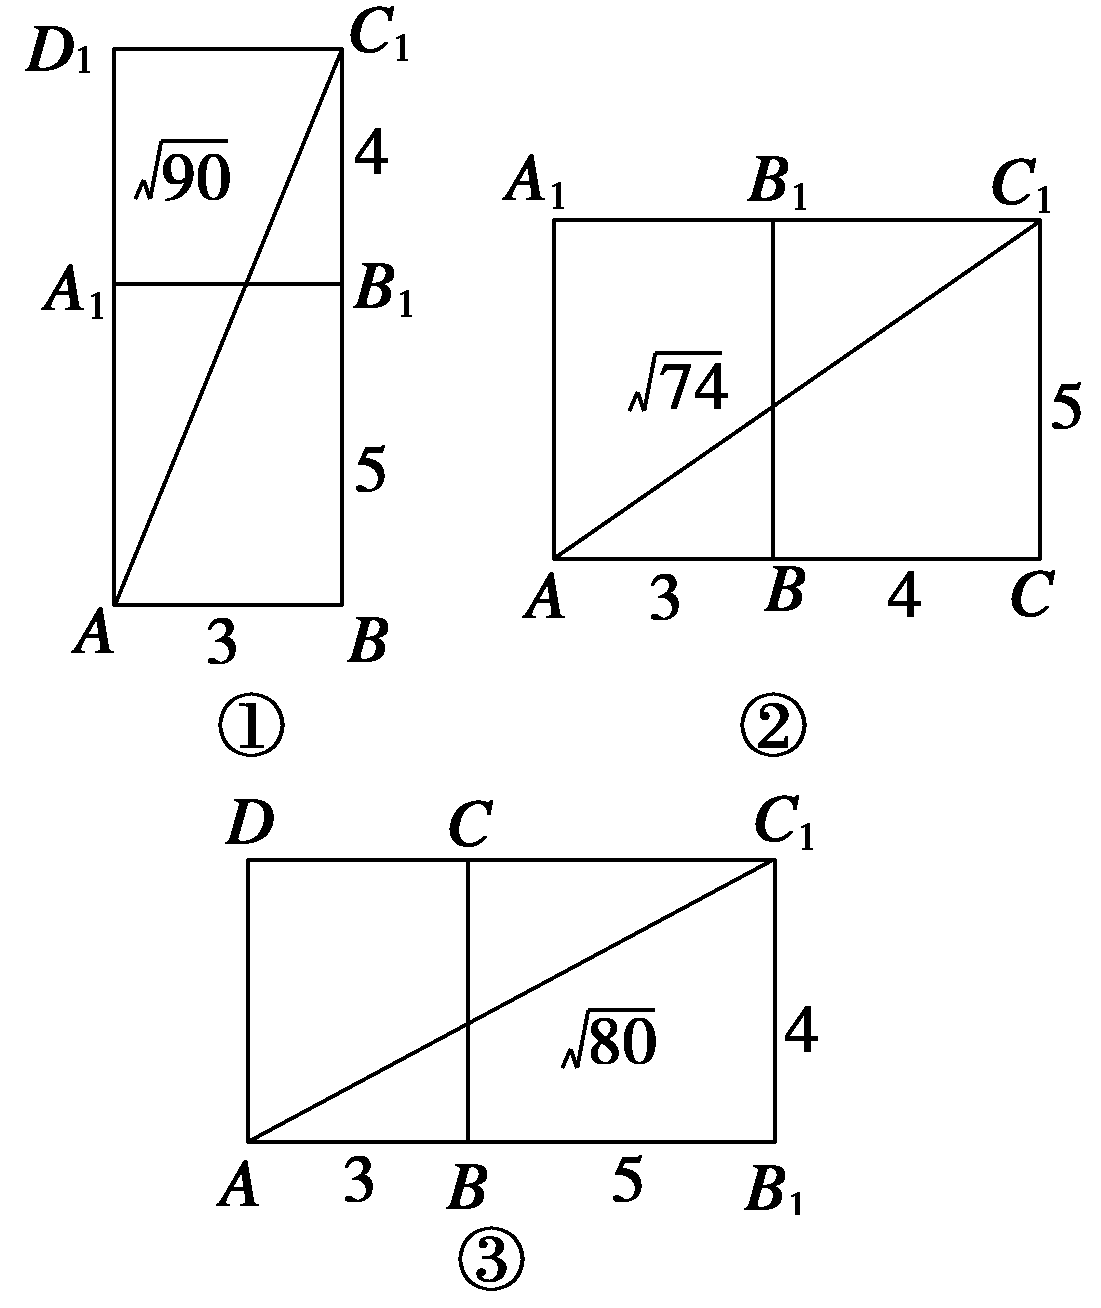 D₁ C₁
√90 4
A₁ B₁
5
A 3 B
①
A₁ B₁ C₁
√74 5
A 3 B 4 C
②
D C C₁
√80 4
A 3 B 5 B₁
③